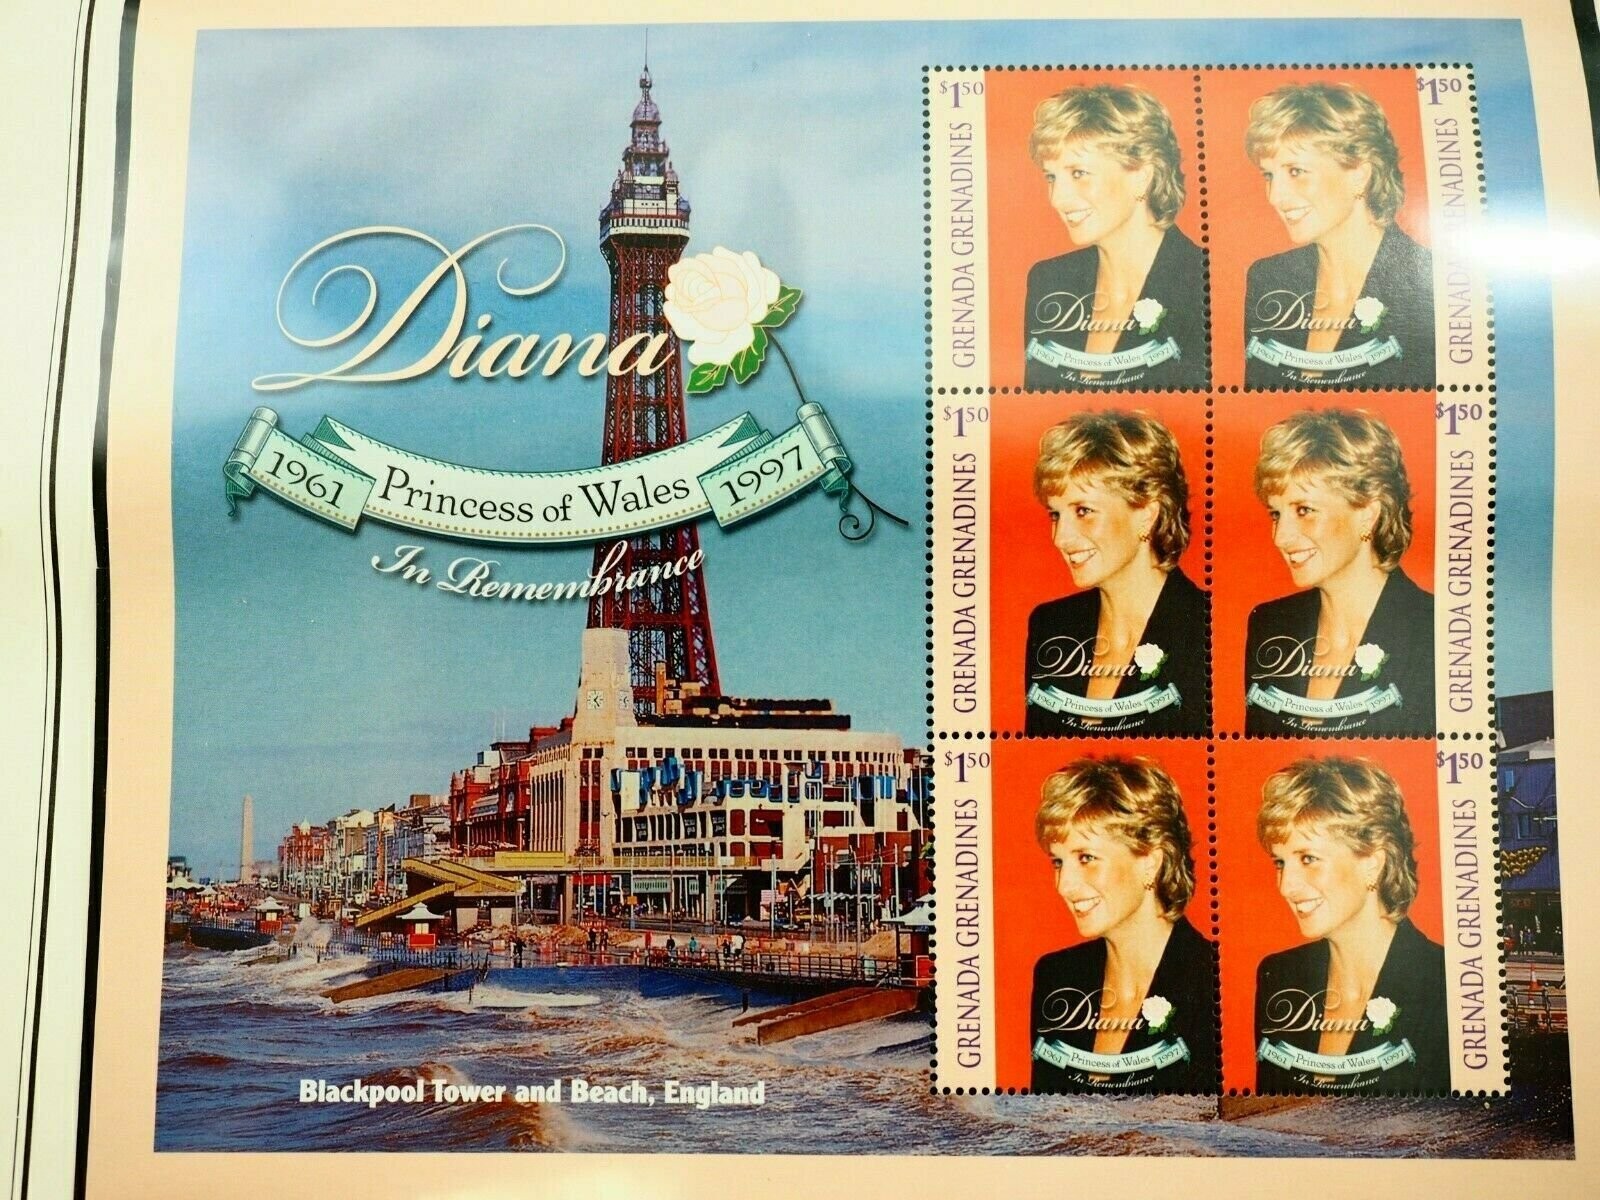 Diana
1961 Princess of Wales 1997
In Remembrance
Blackpool Tower and Beach, England
$1.50
GRENADA GRENADINES
Diana
1961 Princess of Wales 1997
In Remembrance
$1.50
GRENADA GRENADINES
Diana
1961 Princess of Wales 1997
In Remembrance
$1.50
GRENADA GRENADINES
Diana
1961 Princess of Wales 1997
In Remembrance
$1.50
GRENADA GRENADINES
Diana
1961 Princess of Wales 1997
In Remembrance
$1.50
GRENADA GRENADINES
Diana
1961 Princess of Wales 1997
In Remembrance
$1.50
GRENADA GRENADINES
Diana
1961 Princess of Wales 1997
In Remembrance